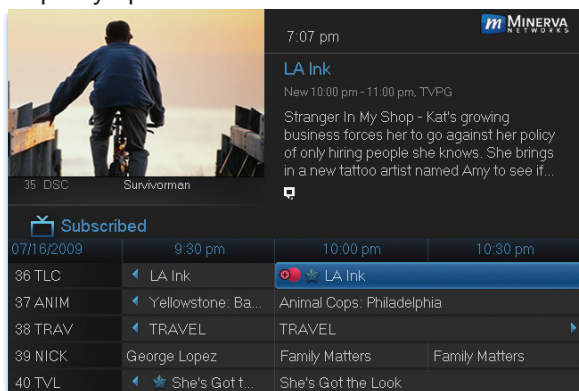 7:07 pm
MINERVA
NETWORKS
LA Ink
New 10:00 pm - 11:00 pm, TVPG
Stranger In My Shop - Kat's growing
business forces her to go against her policy
of only hiring people she knows. She brings
in a new tattoo artist named Amy to see if...
35 DSC Survivorman
Subscribed
07/16/2009 9:30 pm 10:00 pm 10:30 pm
36 TLC LA Ink LA Ink
37 ANIM Yellowstone: Ba... Animal Cops: Philadelphia
38 TRAV TRAVEL TRAVEL
39 NICK George Lopez Family Matters Family Matters
40 TVL She's Got t... She's Got the Look